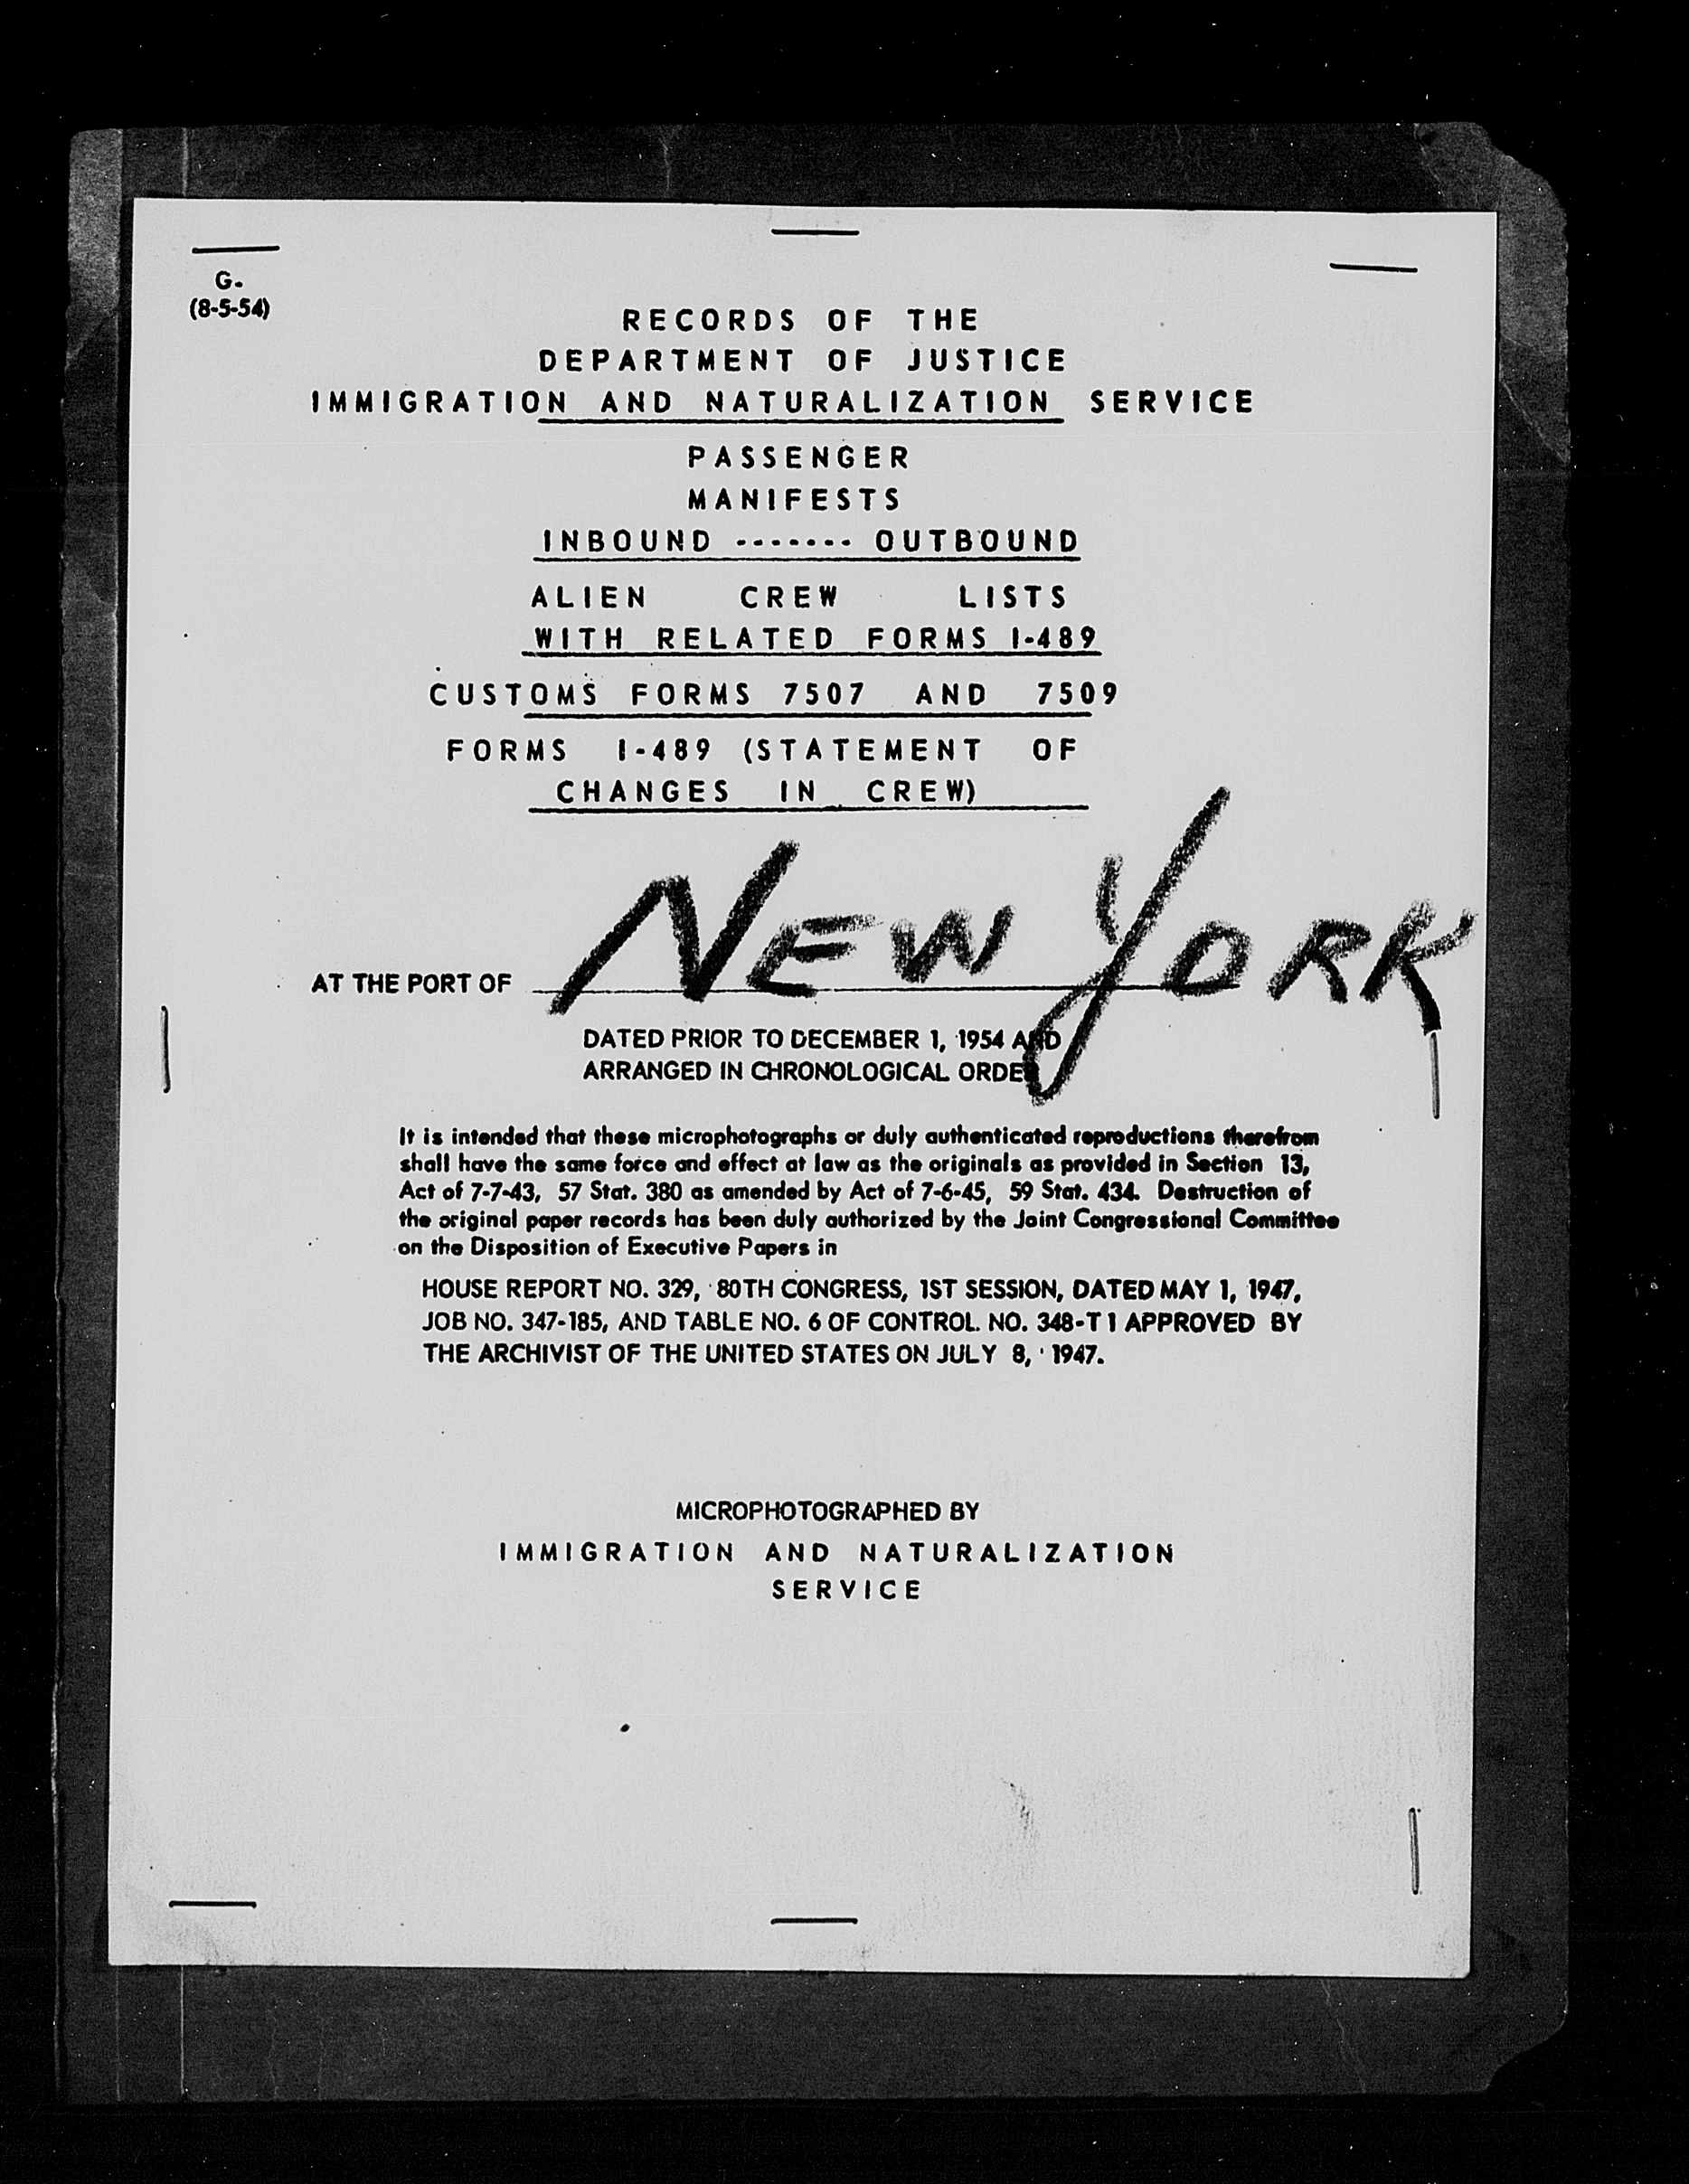 G.
(8-5-54)
RECORDS OF THE
DEPARTMENT OF JUSTICE
IMMIGRATION AND NATURALIZATION SERVICE
PASSENGER
MANIFESTS
INBOUND ------- OUTBOUND
ALIEN CREW LISTS
WITH RELATED FORMS I-489
CUSTOMS FORMS 7507 AND 7509
FORMS I-489 (STATEMENT OF
CHANGES IN CREW)
AT THE PORT OF NEW YORK
DATED PRIOR TO DECEMBER 1, 1954 AND
ARRANGED IN CHRONOLOGICAL ORDER
It is intended that these microphotographs or duly authenticated reproductions therefrom
shall have the same force and effect at law as the originals as provided in Section 13,
Act of 7-7-43, 57 Stat. 380 as amended by Act of 7-6-45, 59 Stat. 434. Destruction of
the original paper records has been duly authorized by the Joint Congressional Committee
on the Disposition of Executive Papers in
HOUSE REPORT NO. 329, 80TH CONGRESS, 1ST SESSION, DATED MAY 1, 1947,
JOB NO. 347-185, AND TABLE NO. 6 OF CONTROL NO. 348-T1 APPROVED BY
THE ARCHIVIST OF THE UNITED STATES ON JULY 8, 1947.
MICROPHOTOGRAPHED BY
IMMIGRATION AND NATURALIZATION
SERVICE